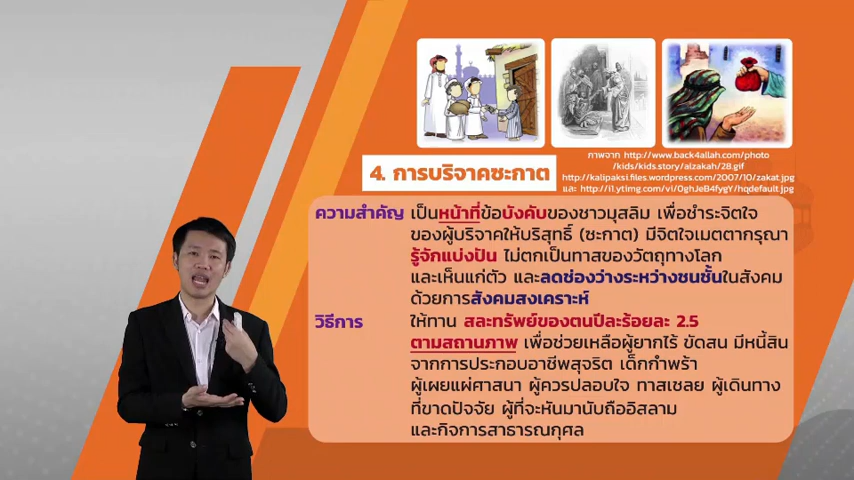 ภาพจาก http://www.back4allah.com/photo
/kids/kids.story/alzakah/28.gif
http://kalipaksi.files.wordpress.com/2007/10/zakat.jpg
และ http://i1.ytimg.com/vi/0ghJeB4fygY/hqdefault.jpg
4. การบริจาคซะกาต
ความสำคัญ เป็นหน้าที่ข้อบังคับของชาวมุสลิม เพื่อชำระจิตใจ
ของผู้บริจาคให้บริสุทธิ์ (ซะกาต) มีจิตใจเมตตากรุณา
รู้จักแบ่งปัน ไม่ตกเป็นทาสของวัตถุทางโลก
และเห็นแก่ตัว และลดช่องว่างระหว่างชนชั้นในสังคม
ด้วยการสังคมสงเคราะห์
วิธีการ ให้ทาน สละทรัพย์ของตนปีละร้อยละ 2.5
ตามสถานภาพ เพื่อช่วยเหลือผู้ยากไร้ ขัดสน มีหนี้สิน
จากการประกอบอาชีพสุจริต เด็กกำพร้า
ผู้เผยแผ่ศาสนา ผู้ควรปลอบใจ ทาสเชลย ผู้เดินทาง
ที่ขาดปัจจัย ผู้ที่จะหันมานับถืออิสลาม
และกิจการสาธารณกุศล